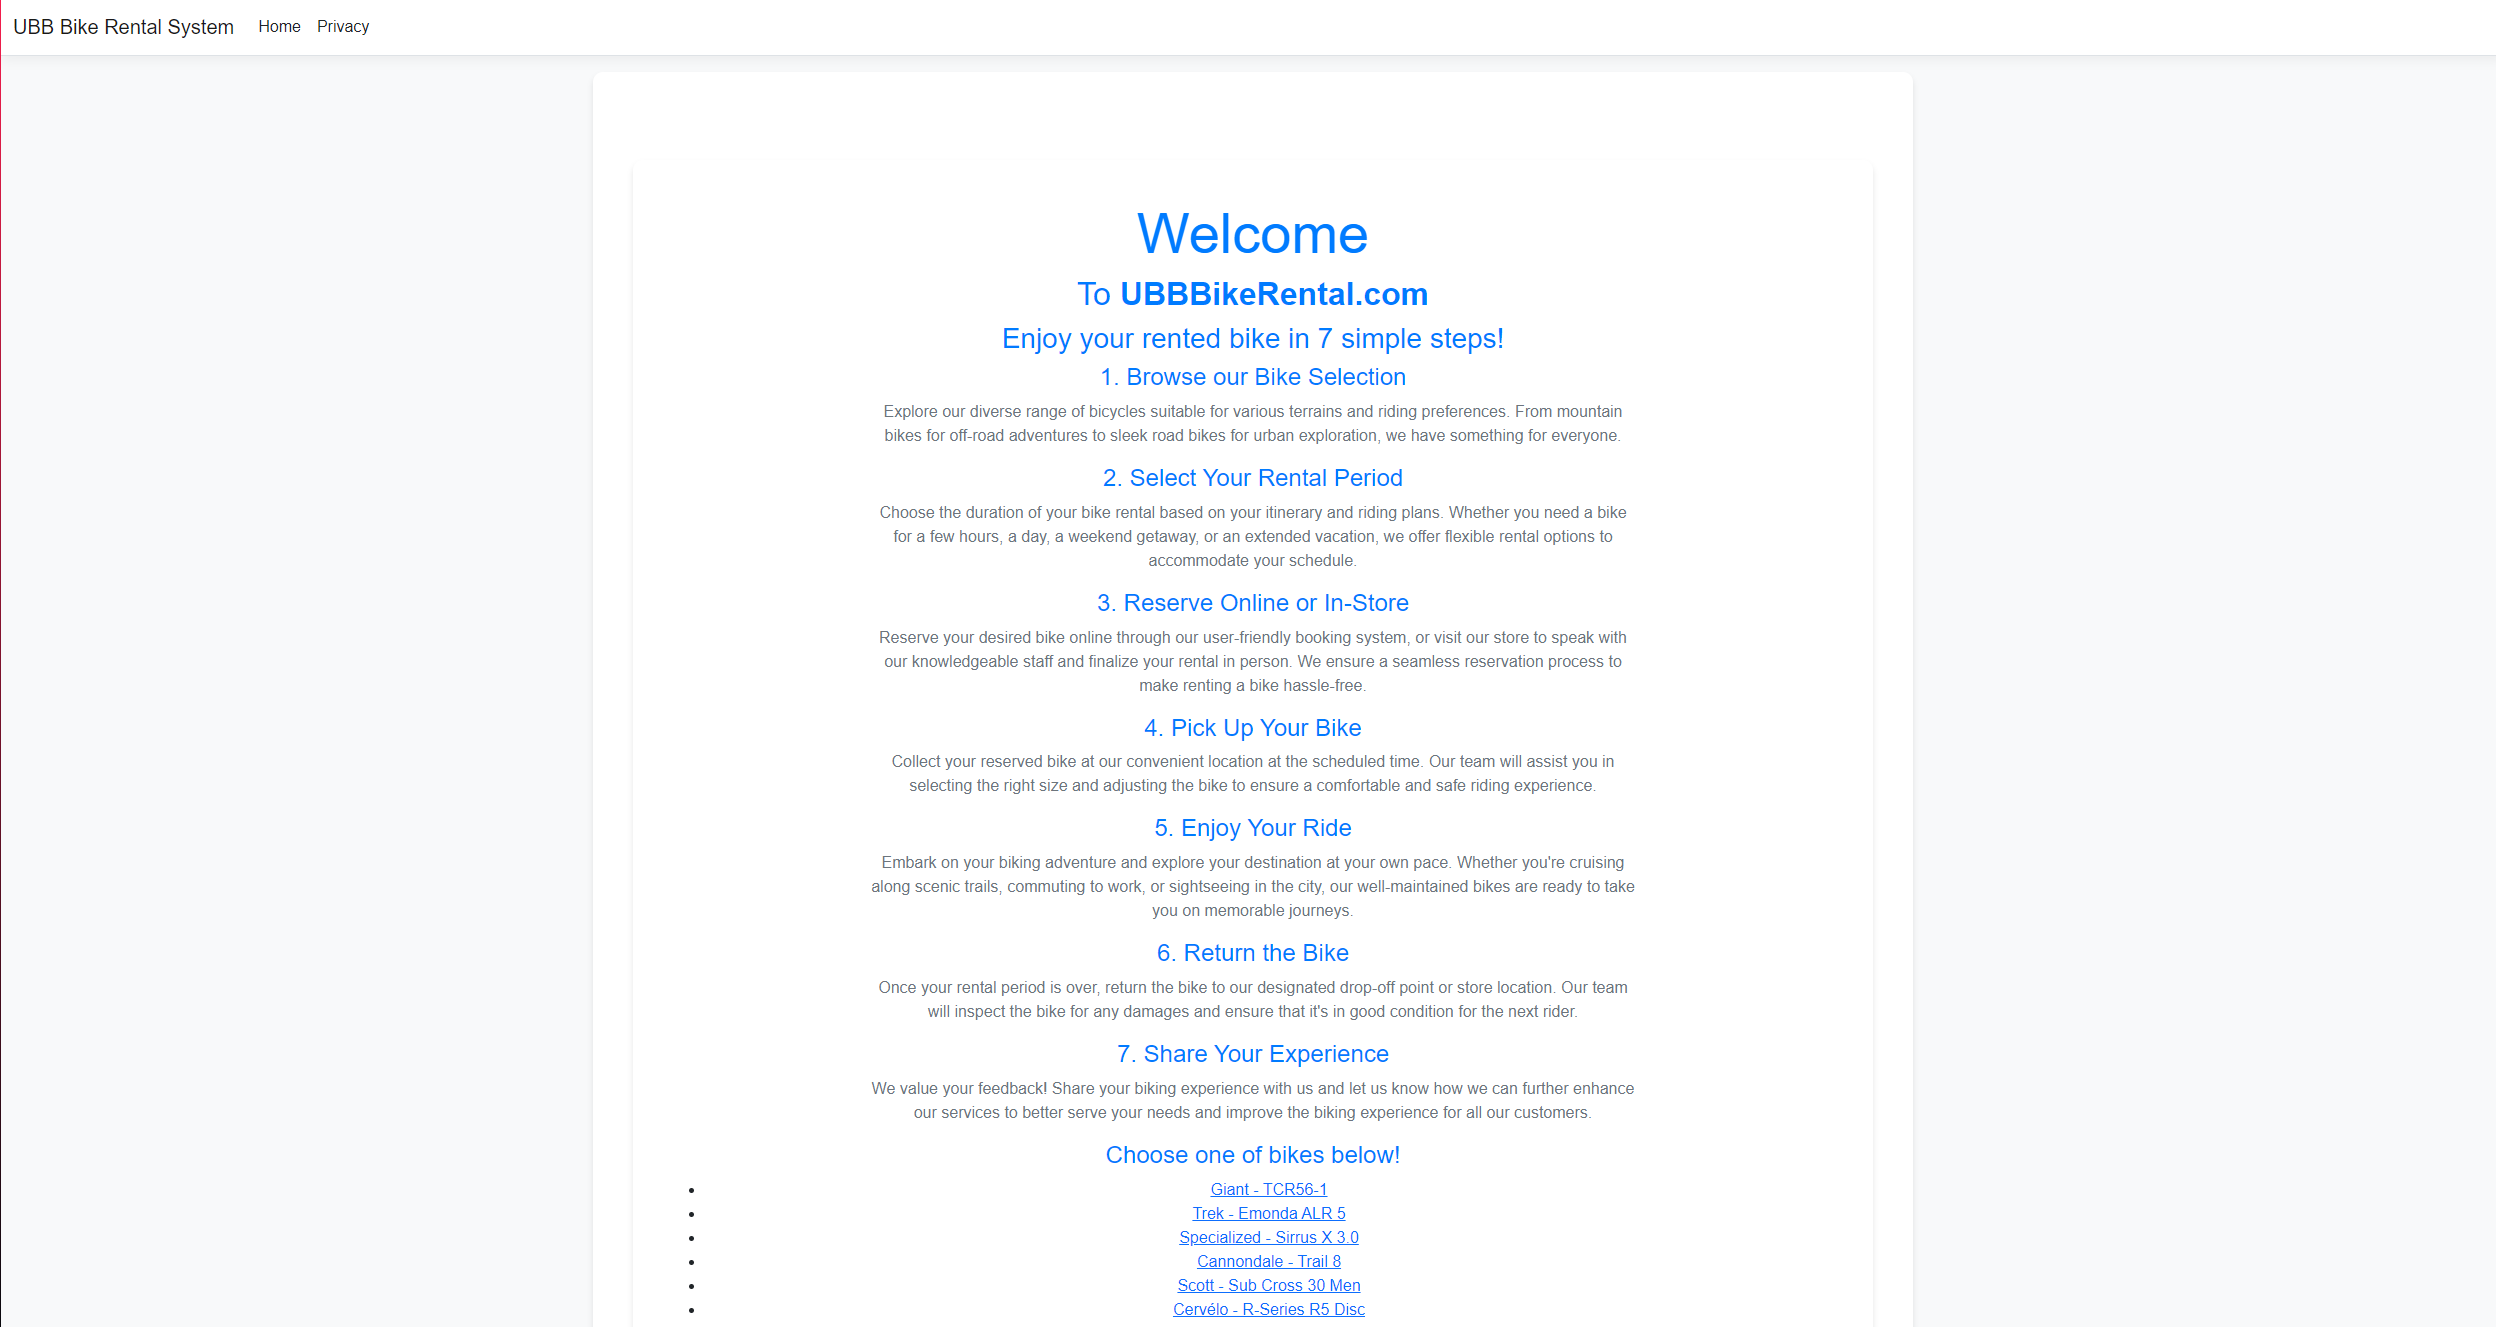 UBB Bike Rental System Home Privacy
Welcome
To UBBBikeRental.com
Enjoy your rented bike in 7 simple steps!
1. Browse our Bike Selection
Explore our diverse range of bicycles suitable for various terrains and riding preferences. From mountain
bikes for off-road adventures to sleek road bikes for urban exploration, we have something for everyone.
2. Select Your Rental Period
Choose the duration of your bike rental based on your itinerary and riding plans. Whether you need a bike
for a few hours, a day, a weekend getaway, or an extended vacation, we offer flexible rental options to
accommodate your schedule.
3. Reserve Online or In-Store
Reserve your desired bike online through our user-friendly booking system, or visit our store to speak with
our knowledgeable staff and finalize your rental in person. We ensure a seamless reservation process to
make renting a bike hassle-free.
4. Pick Up Your Bike
Collect your reserved bike at our convenient location at the scheduled time. Our team will assist you in
selecting the right size and adjusting the bike to ensure a comfortable and safe riding experience.
5. Enjoy Your Ride
Embark on your biking adventure and explore your destination at your own pace. Whether you're cruising
along scenic trails, commuting to work, or sightseeing in the city, our well-maintained bikes are ready to take
you on memorable journeys.
6. Return the Bike
Once your rental period is over, return the bike to our designated drop-off point or store location. Our team
will inspect the bike for any damages and ensure that it's in good condition for the next rider.
7. Share Your Experience
We value your feedback! Share your biking experience with us and let us know how we can further enhance
our services to better serve your needs and improve the biking experience for all our customers.
Choose one of bikes below!
• Giant - TCR56-1
• Trek - Emonda ALR 5
• Specialized - Sirrus X 3.0
• Cannondale - Trail 8
• Scott - Sub Cross 30 Men
• Cervélo - R-Series R5 Disc